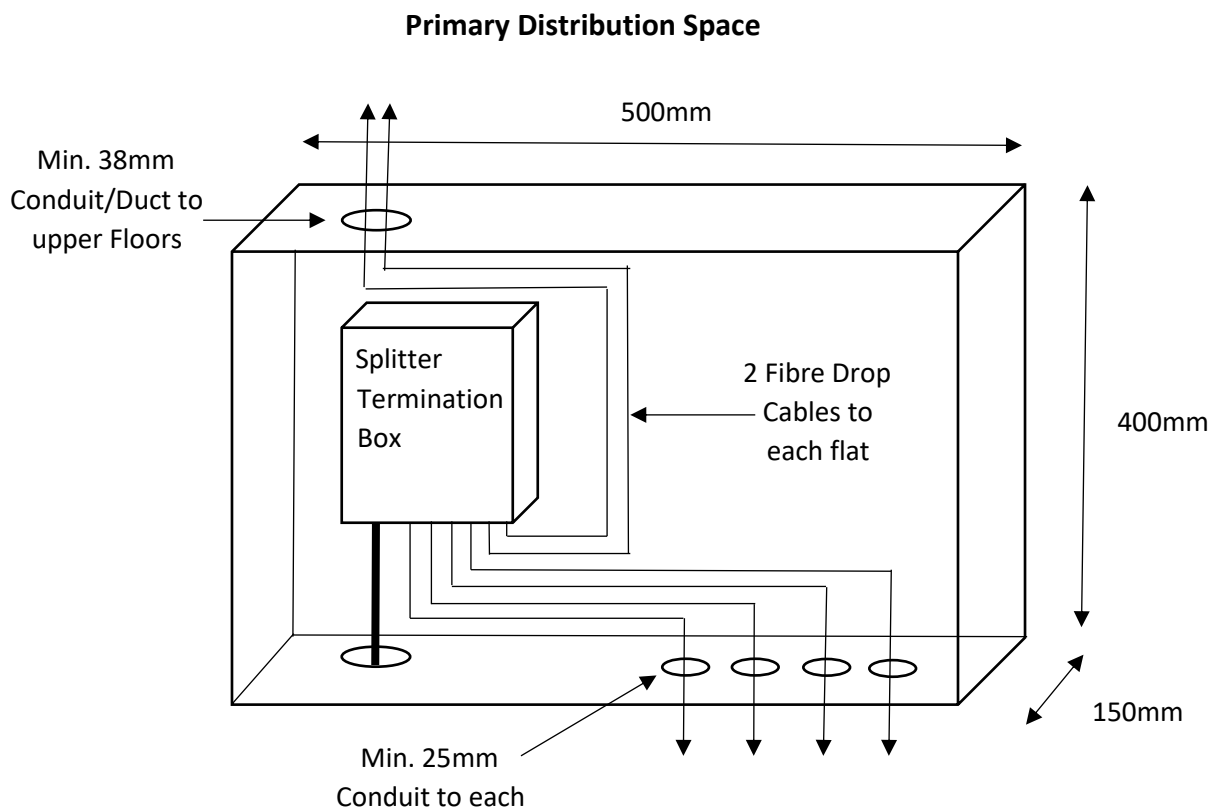 Primary Distribution Space
500mm
Min. 38mm
Conduit/Duct to
upper Floors
Splitter
Termination
Box
2 Fibre Drop
Cables to
each flat
400mm
150mm
Min. 25mm
Conduit to each